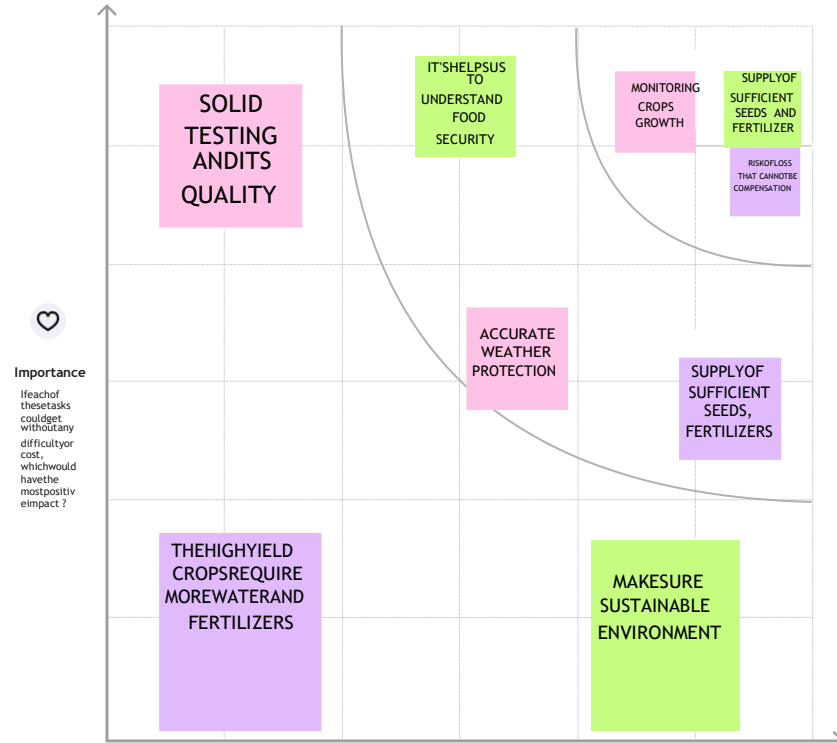 SOLID
TESTING
ANDITS
QUALITY
IT'SHELPSUS
TO
UNDERSTAND
FOOD
SECURITY
MONITORING
CROPS
GROWTH
SUPPLYOF
SUFFICIENT
SEEDS AND
FERTILIZER
RISKOFLOSS
THAT CANNOTBE
COMPENSATION
ACCURATE
WEATHER
PROTECTION
SUPPLYOF
SUFFICIENT
SEEDS,
FERTILIZERS
Importance
Ifeachof
thesetasks
couldget
withoutany
difficultyor
cost,
whichwould
havethe
mostpositiv
eimpact ?
THEHIGHYIELD
CROPSREQUIRE
MOREWATERAND
FERTILIZERS
MAKESURE
SUSTAINABLE
ENVIRONMENT